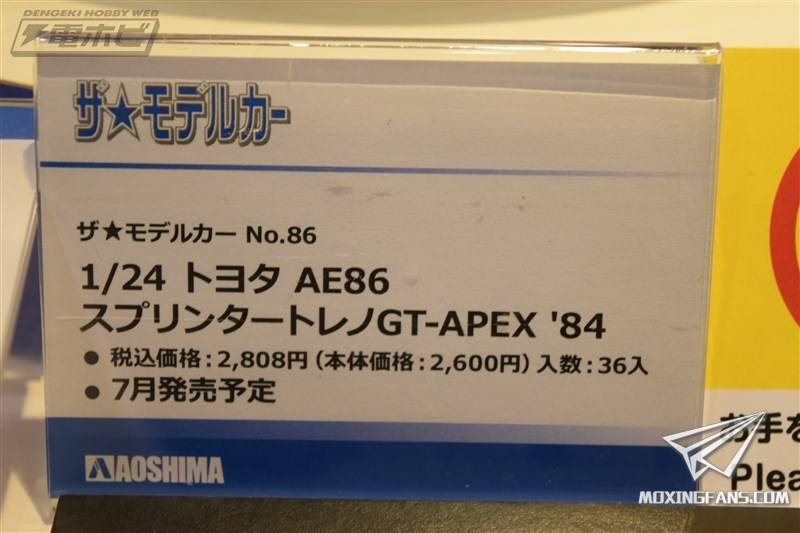 DENGEKI HOBBY WEB
電ホビ
ザ★モデルカー
ザ★モデルカー No.86
1/24 トヨタ AE86
スプリンタートレノGT-APEX '84
● 税込価格:2,808円(本体価格:2,600円)入数:36入
● 7月発売予定
AOSHIMA
お手を
Plea
MOXINGFANS.COM